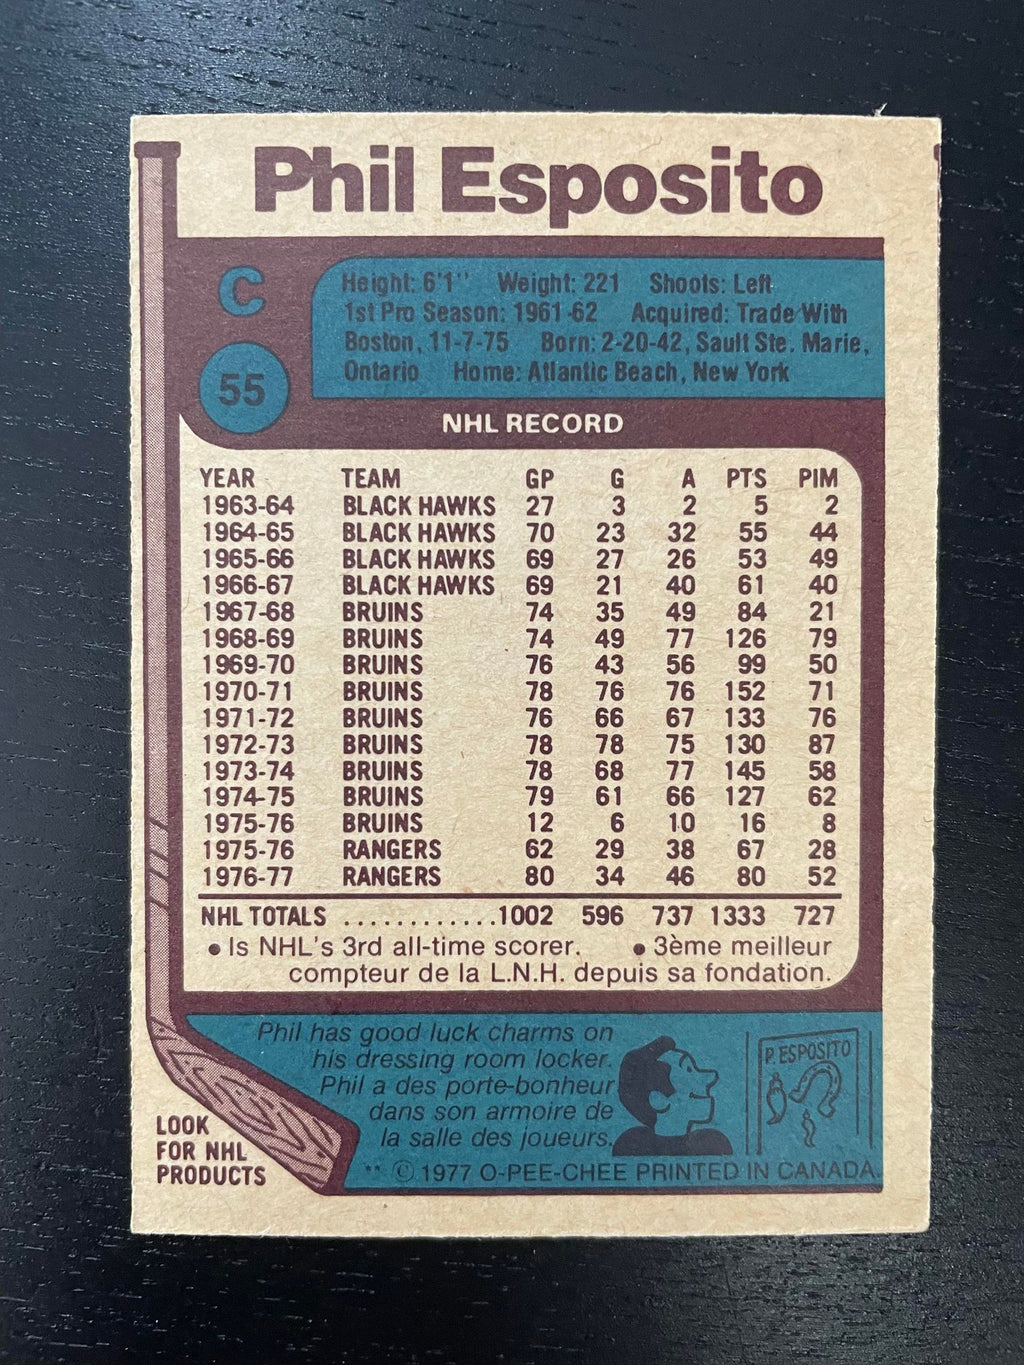 Phil Esposito
C
55
Height: 6'1'' Weight: 221 Shoots: Left
1st Pro Season: 1961-62 Acquired: Trade With
Boston, 11-7-75 Born: 2-20-42, Sault Ste. Marie,
Ontario Home: Atlantic Beach, New York
NHL RECORD
YEAR TEAM GP G A PTS PIM
1963-64 BLACK HAWKS 27 3 2 5 2
1964-65 BLACK HAWKS 70 23 32 55 44
1965-66 BLACK HAWKS 69 27 26 53 49
1966-67 BLACK HAWKS 69 21 40 61 40
1967-68 BRUINS 74 35 49 84 21
1968-69 BRUINS 74 49 77 126 79
1969-70 BRUINS 76 43 56 99 50
1970-71 BRUINS 78 76 76 152 71
1971-72 BRUINS 76 66 67 133 76
1972-73 BRUINS 78 78 75 130 87
1973-74 BRUINS 78 68 77 145 58
1974-75 BRUINS 79 61 66 127 62
1975-76 BRUINS 12 6 10 16 8
1975-76 RANGERS 62 29 38 67 28
1976-77 RANGERS 80 34 46 80 52
NHL TOTALS ............1002 596 737 1333 727
• Is NHL's 3rd all-time scorer. • 3ème meilleur
compteur de la L.N.H. depuis sa fondation.
Phil has good luck charms on
his dressing room locker.
Phil a des porte-bonheur
dans son armoire de
la salle des joueurs.
P. ESPOSITO
LOOK
FOR NHL
PRODUCTS
** © 1977 O-PEE-CHEE PRINTED IN CANADA